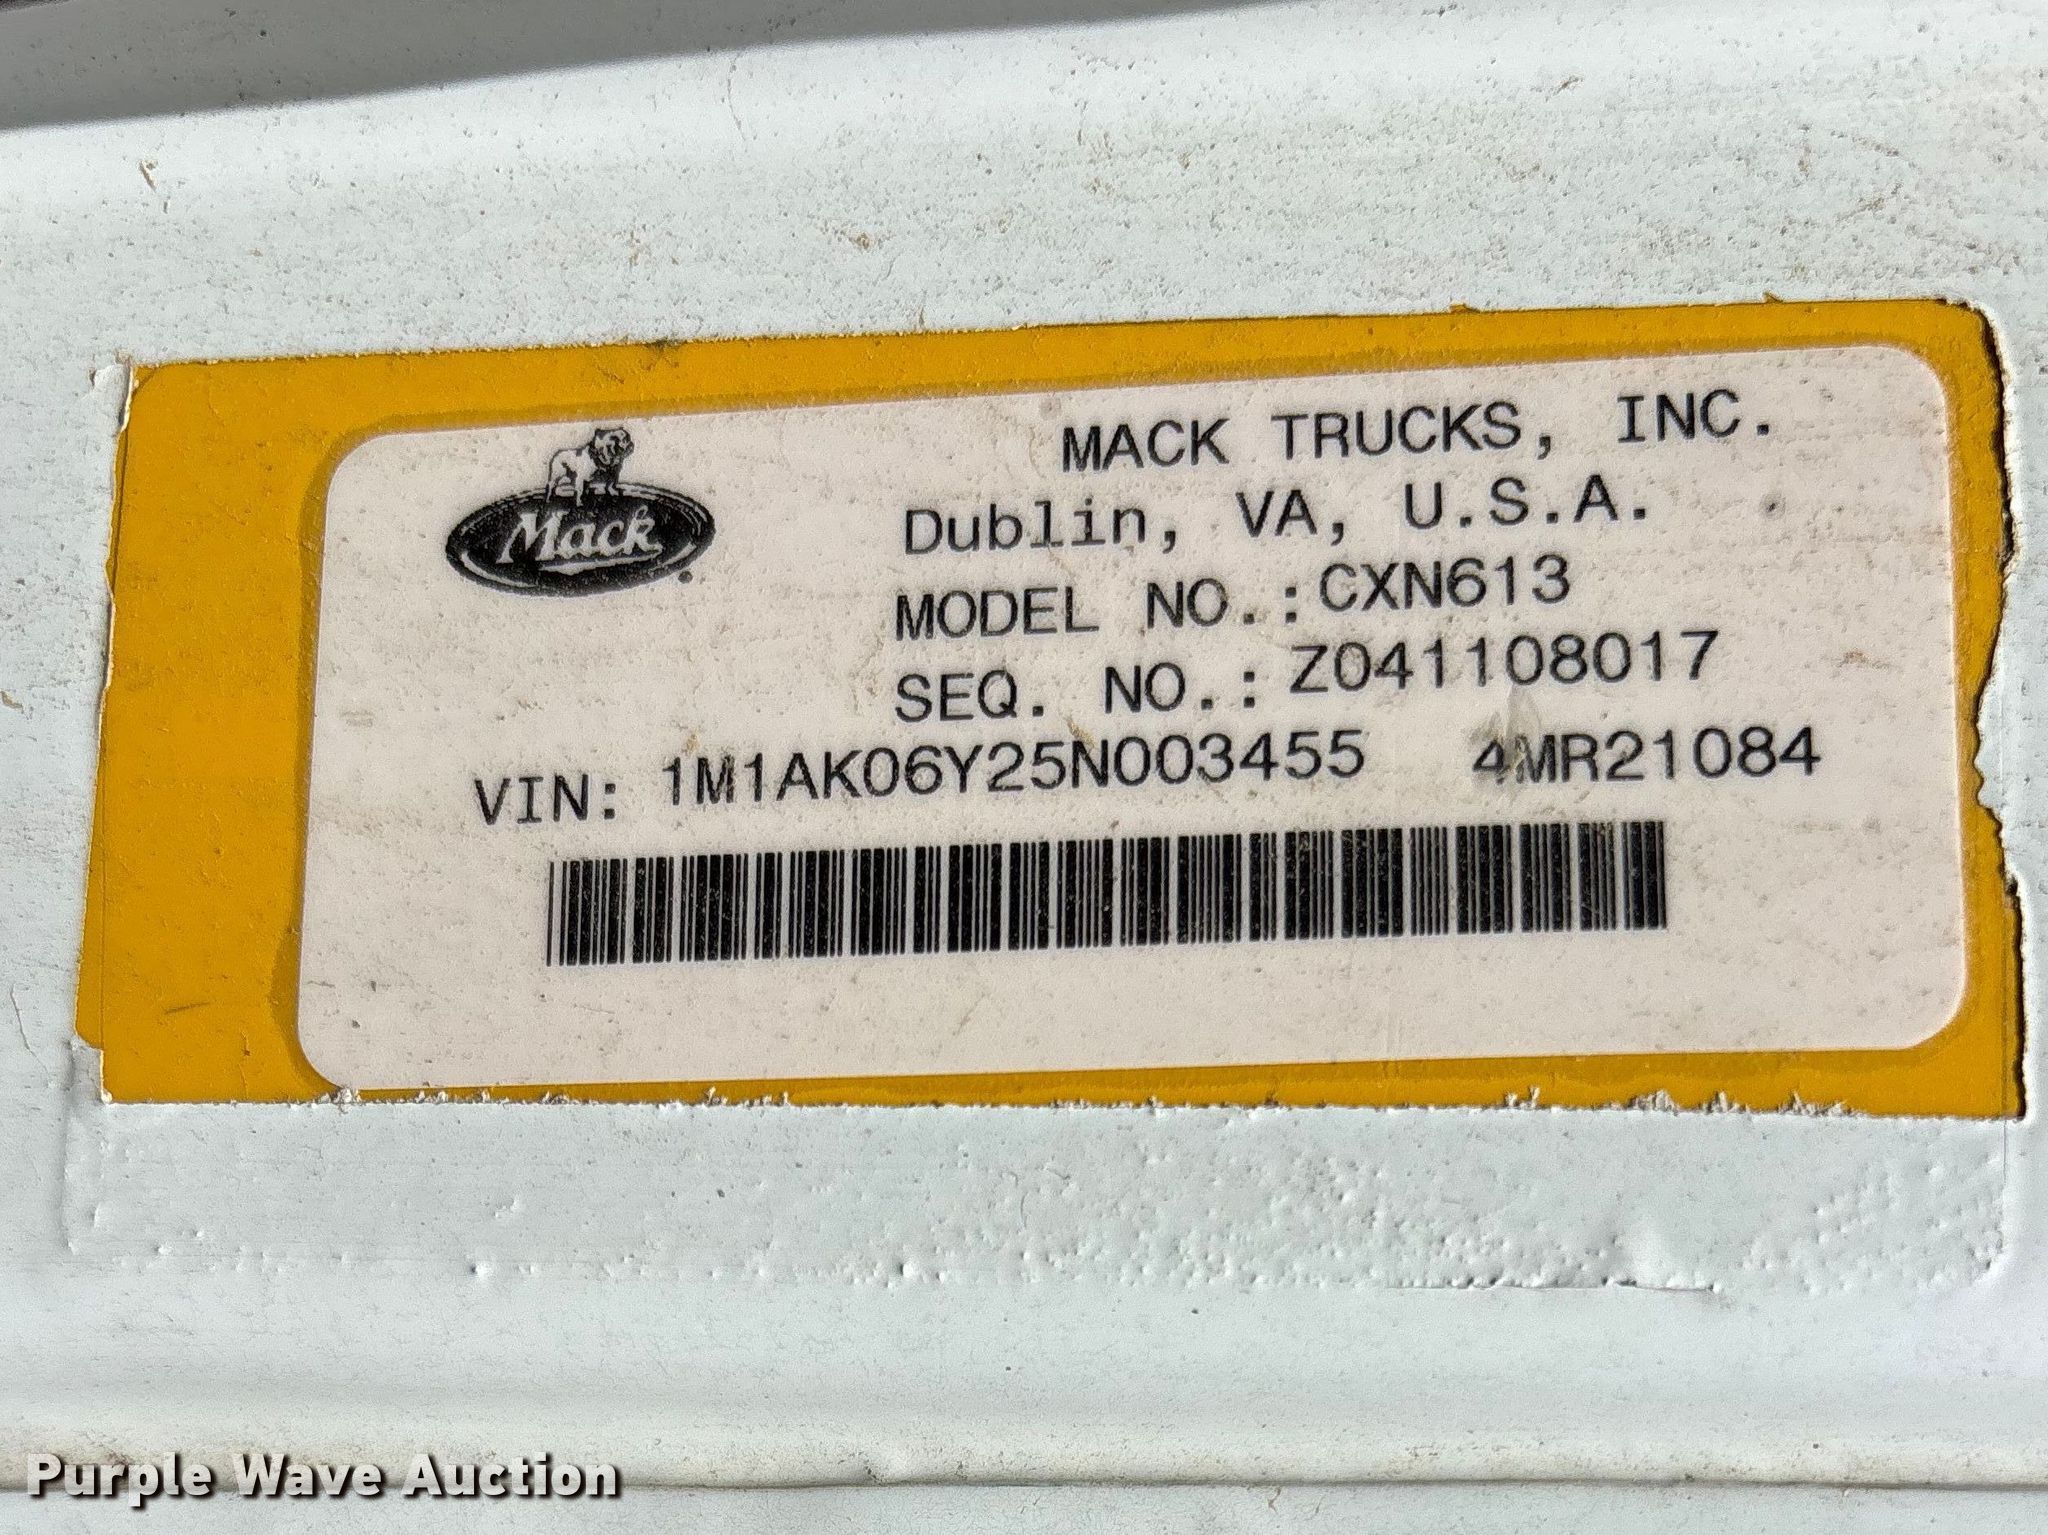 MACK TRUCKS, INC.
Mack
Dublin, VA, U.S.A.
MODEL NO.:CXN613
SEQ. NO.: Z041108017
VIN: 1M1AK06Y25N003455 4MR21084
Purple Wave Auction